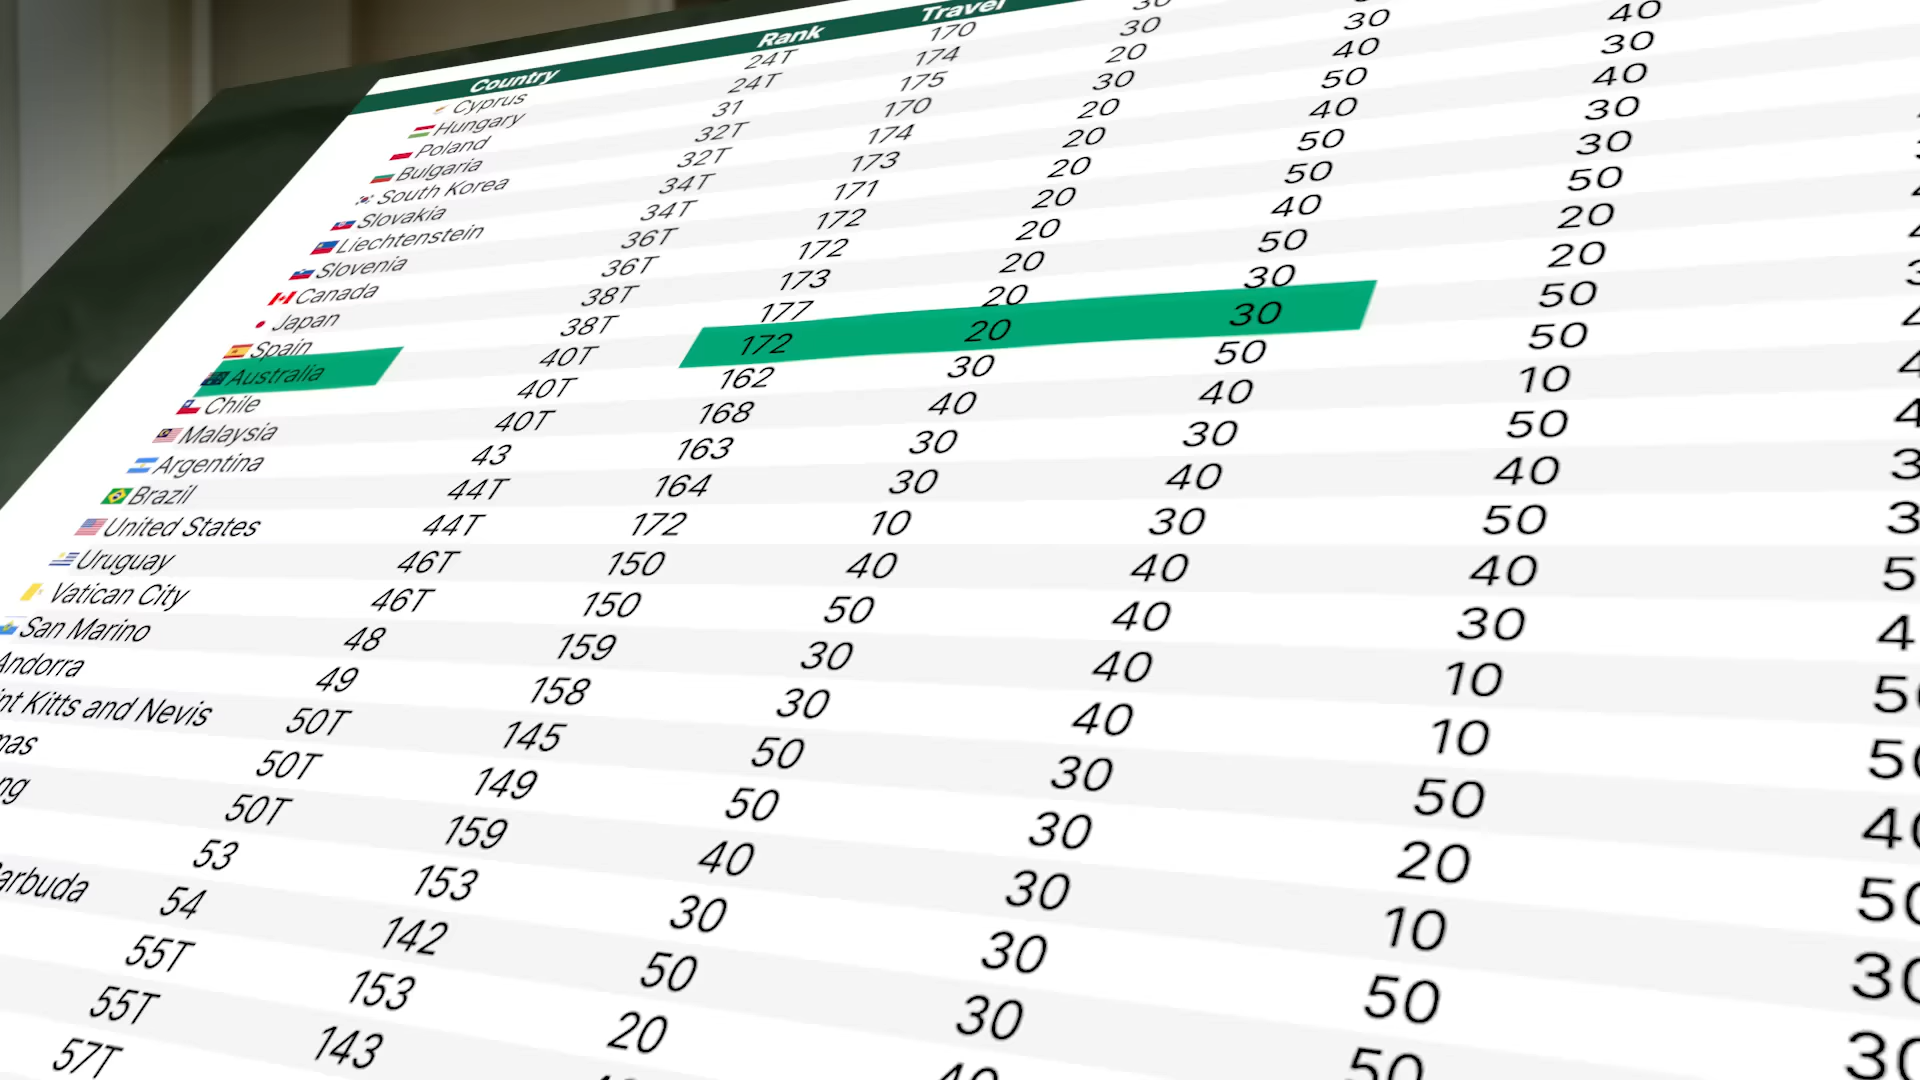 Country Rank Travel
Cyprus 24T 170 30
Hungary 24T 174 30
Poland 31 175 20 30
Bulgaria 32T 170 30 40 40
South Korea 32T 174 20 50 30
Slovakia 34T 173 20 40 40
Liechtenstein 34T 171 20 50 30
Slovenia 36T 172 20 50 30
Canada 36T 172 20 40 50
Japan 38T 173 20 50 20
Spain 38T 177 20 30 20
Australia 40T 172 20 30 50
Chile 40T 162 30 50 50
Malaysia 40T 168 40 40 10
Argentina 43 163 30 30 50
Brazil 44T 164 30 40 40
United States 44T 172 10 30 50
Uruguay 46T 150 40 40 40
Vatican City 46T 150 50 40 30
San Marino 48 159 30 40 10
Andorra 49 158 30 40 10
nt Kitts and Nevis 50T 145 50 30 50
mas 50T 149 50 30 20
ng 50T 159 40 30 10
53 153 30 30 50
arbuda 54 142 50 30 50
55T 153 20 40
55T 143
57T